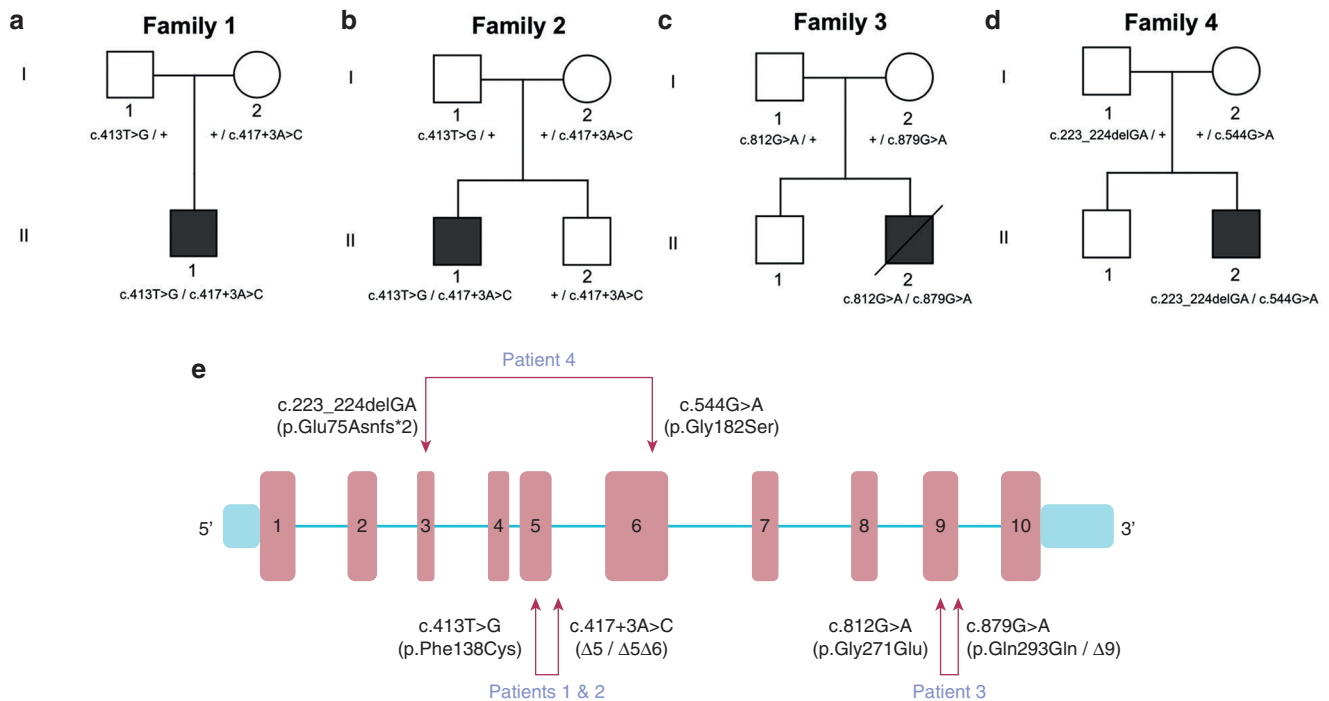 a
Family 1
I
1
2
c.413T>G / +
+ / c.417+3A>C
II
1
c.413T>G / c.417+3A>C
b
Family 2
I
1
2
c.413T>G / +
+ / c.417+3A>C
II
1
2
c.413T>G / c.417+3A>C
+ / c.417+3A>C
c
Family 3
I
1
2
c.812G>A / +
+ / c.879G>A
II
1
2
c.812G>A / c.879G>A
d
Family 4
I
1
2
c.223_224delGA / +
+ / c.544G>A
II
1
2
c.223_224delGA / c.544G>A
e
Patient 4
c.223_224delGA
(p.Glu75Asnfs*2)
c.544G>A
(p.Gly182Ser)
5’
1
2
3
4
5
6
7
8
9
10
3’
c.413T>G
(p.Phe138Cys)
c.417+3A>C
(Δ5 / Δ5Δ6)
Patients 1 & 2
c.812G>A
(p.Gly271Glu)
c.879G>A
(p.Gln293Gln / Δ9)
Patient 3